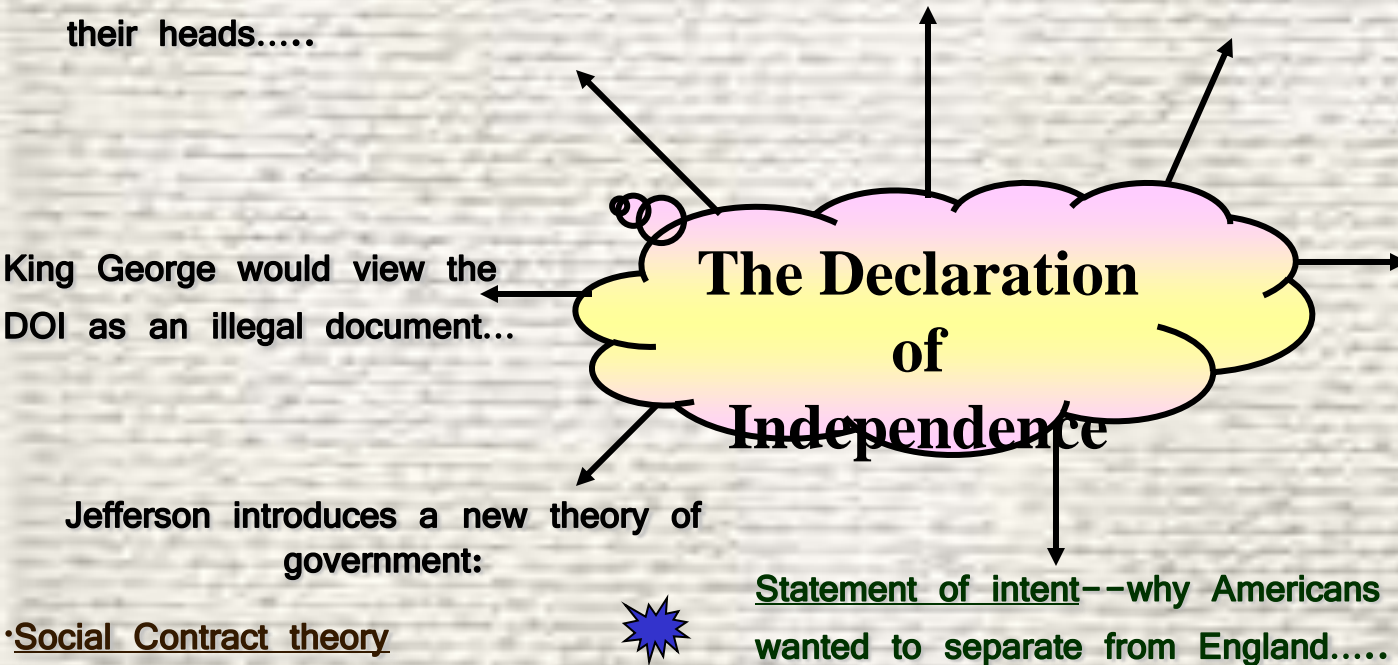 their heads.....
King George would view the
DOI as an illegal document...
The Declaration
of
Independence
Jefferson introduces a new theory of
government:
·Social Contract theory
Statement of intent--why Americans
wanted to separate from England.....